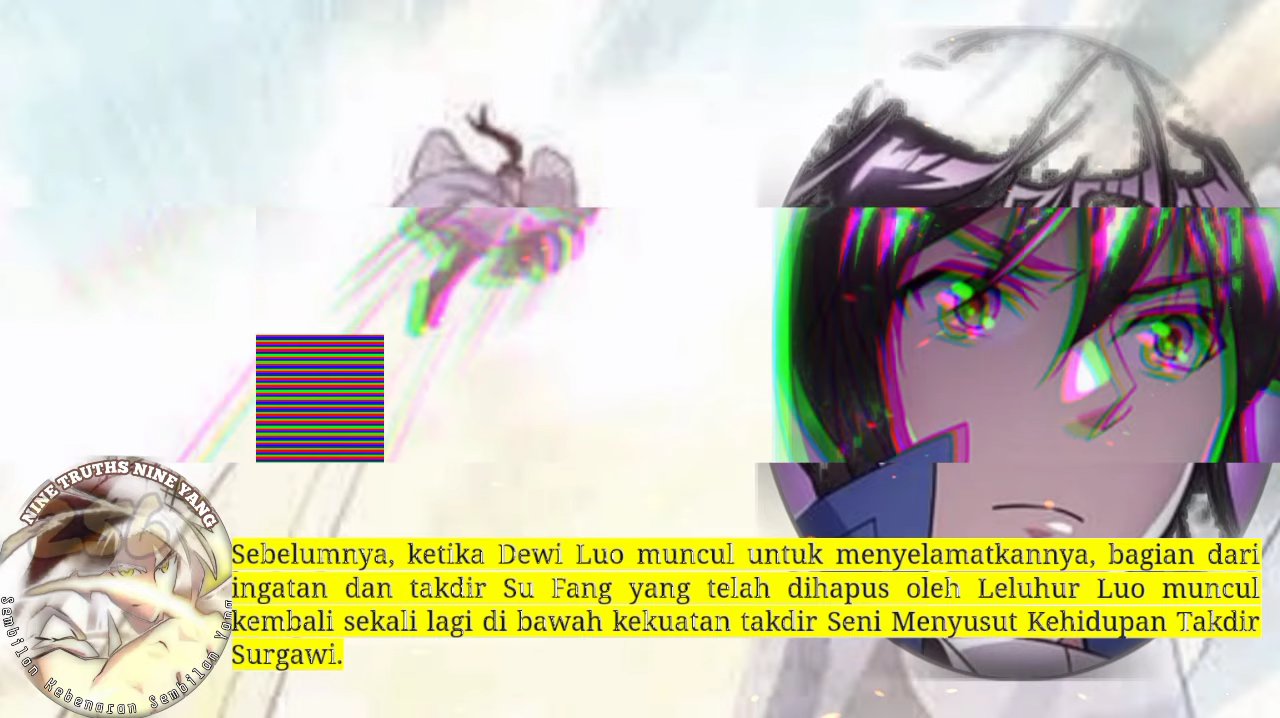 NINE TRUTHS NINE YANG
256
Sebelumnya, ketika Dewi Luo muncul untuk menyelamatkannya, bagian dari
ingatan dan takdir Su Fang yang telah dihapus oleh Leluhur Luo muncul
kembali sekali lagi di bawah kekuatan takdir Seni Menyusut Kehidupan Takdir
Surgawi.
Sembilan Kebenaran Sembilan Yang